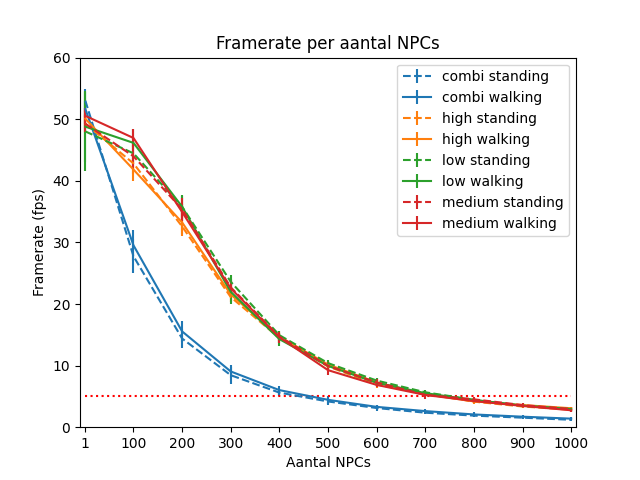 Framerate per aantal NPCs
60
50
40
30
20
10
0
Framerate (fps)
combi standing
combi walking
high standing
high walking
low standing
low walking
medium standing
medium walking
1 100 200 300 400 500 600 700 800 900 1000
Aantal NPCs